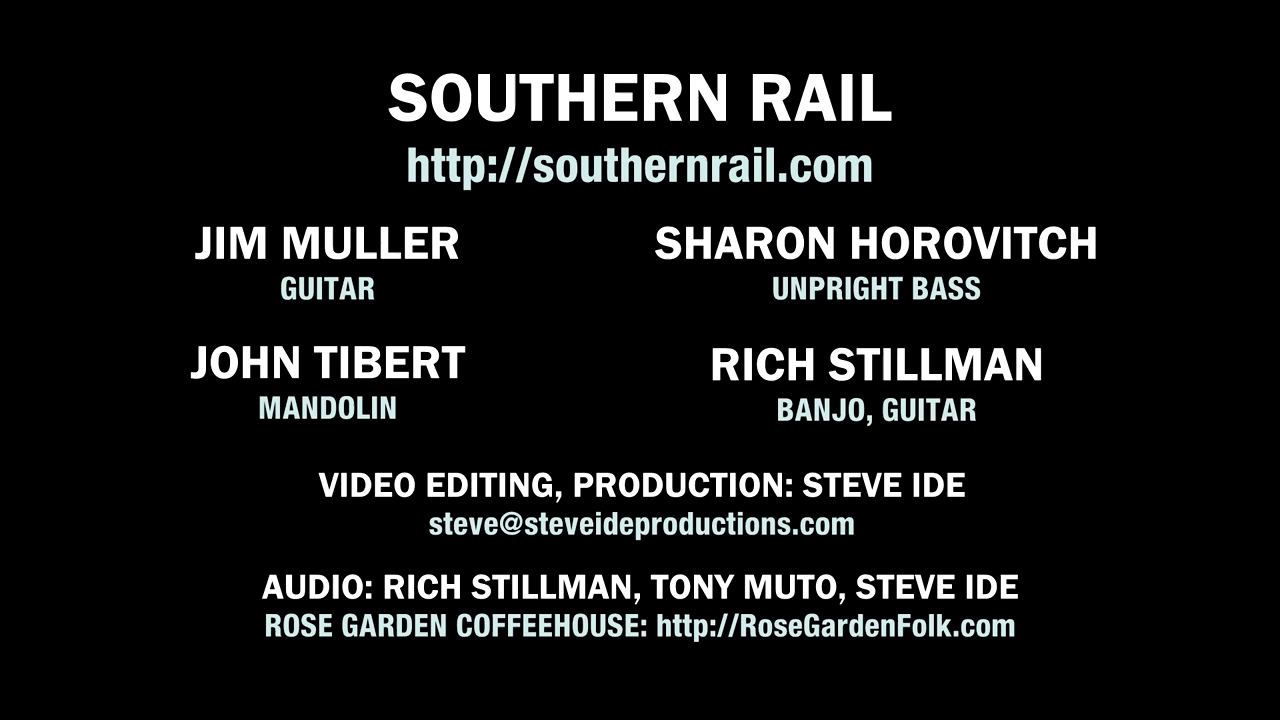 SOUTHERN RAIL
http://southernrail.com
JIM MULLER
GUITAR
SHARON HOROVITCH
UNPRIGHT BASS
JOHN TIBERT
MANDOLIN
RICH STILLMAN
BANJO, GUITAR
VIDEO EDITING, PRODUCTION: STEVE IDE
steve@steveideproductions.com
AUDIO: RICH STILLMAN, TONY MUTO, STEVE IDE
ROSE GARDEN COFFEEHOUSE: http://RoseGardenFolk.com